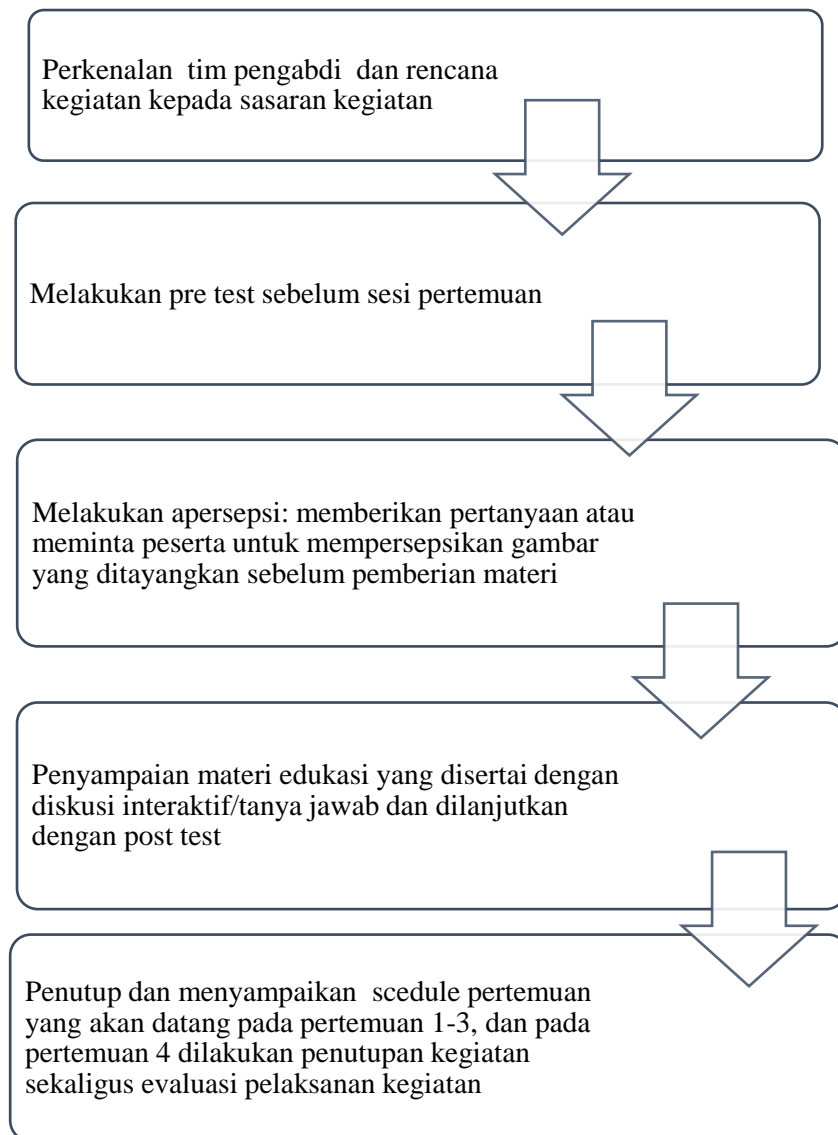 Perkenalan  tim pengabdi  dan rencana
kegiatan kepada sasaran kegiatan
Melakukan pre test sebelum sesi pertemuan
Melakukan apersepsi: memberikan pertanyaan atau
meminta peserta untuk mempersepsikan gambar
yang ditayangkan sebelum pemberian materi
Penyampaian materi edukasi yang disertai dengan
diskusi interaktif/tanya jawab dan dilanjutkan
dengan post test
Penutup dan menyampaikan  scedule pertemuan
yang akan datang pada pertemuan 1-3, dan pada
pertemuan 4 dilakukan penutupan kegiatan
sekaligus evaluasi pelaksanan kegiatan